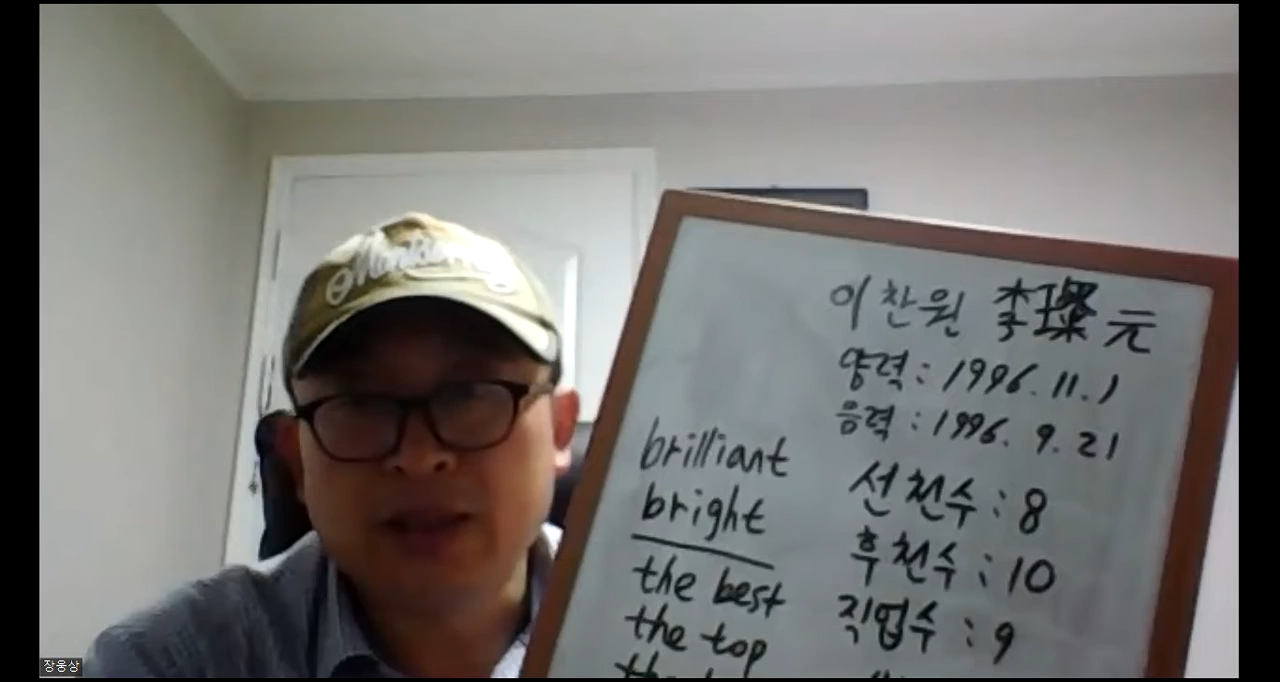 이찬원 李璨元
양력 : 1996.11.1
음력 : 1996.9.21
선천수 : 8
후천수 : 10
직업수 : 9
brilliant
bright
the best
the top
장웅상